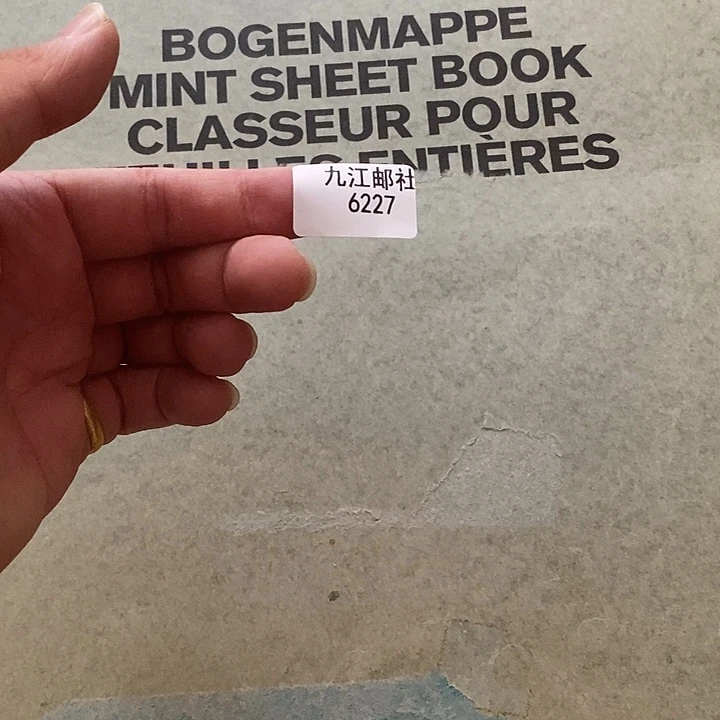 BOGENMAPPE
MINT SHEET BOOK
CLASSEUR POUR
ENTIÈRES
九江邮社
6227